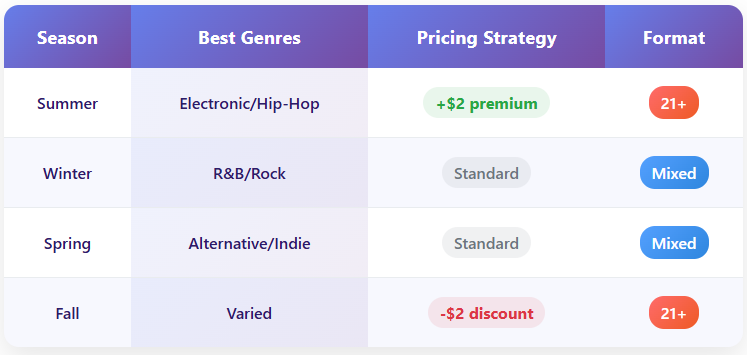 Season Best Genres Pricing Strategy Format
Summer Electronic/Hip-Hop +$2 premium 21+
Winter R&B/Rock Standard Mixed
Spring Alternative/Indie Standard Mixed
Fall Varied -$2 discount 21+